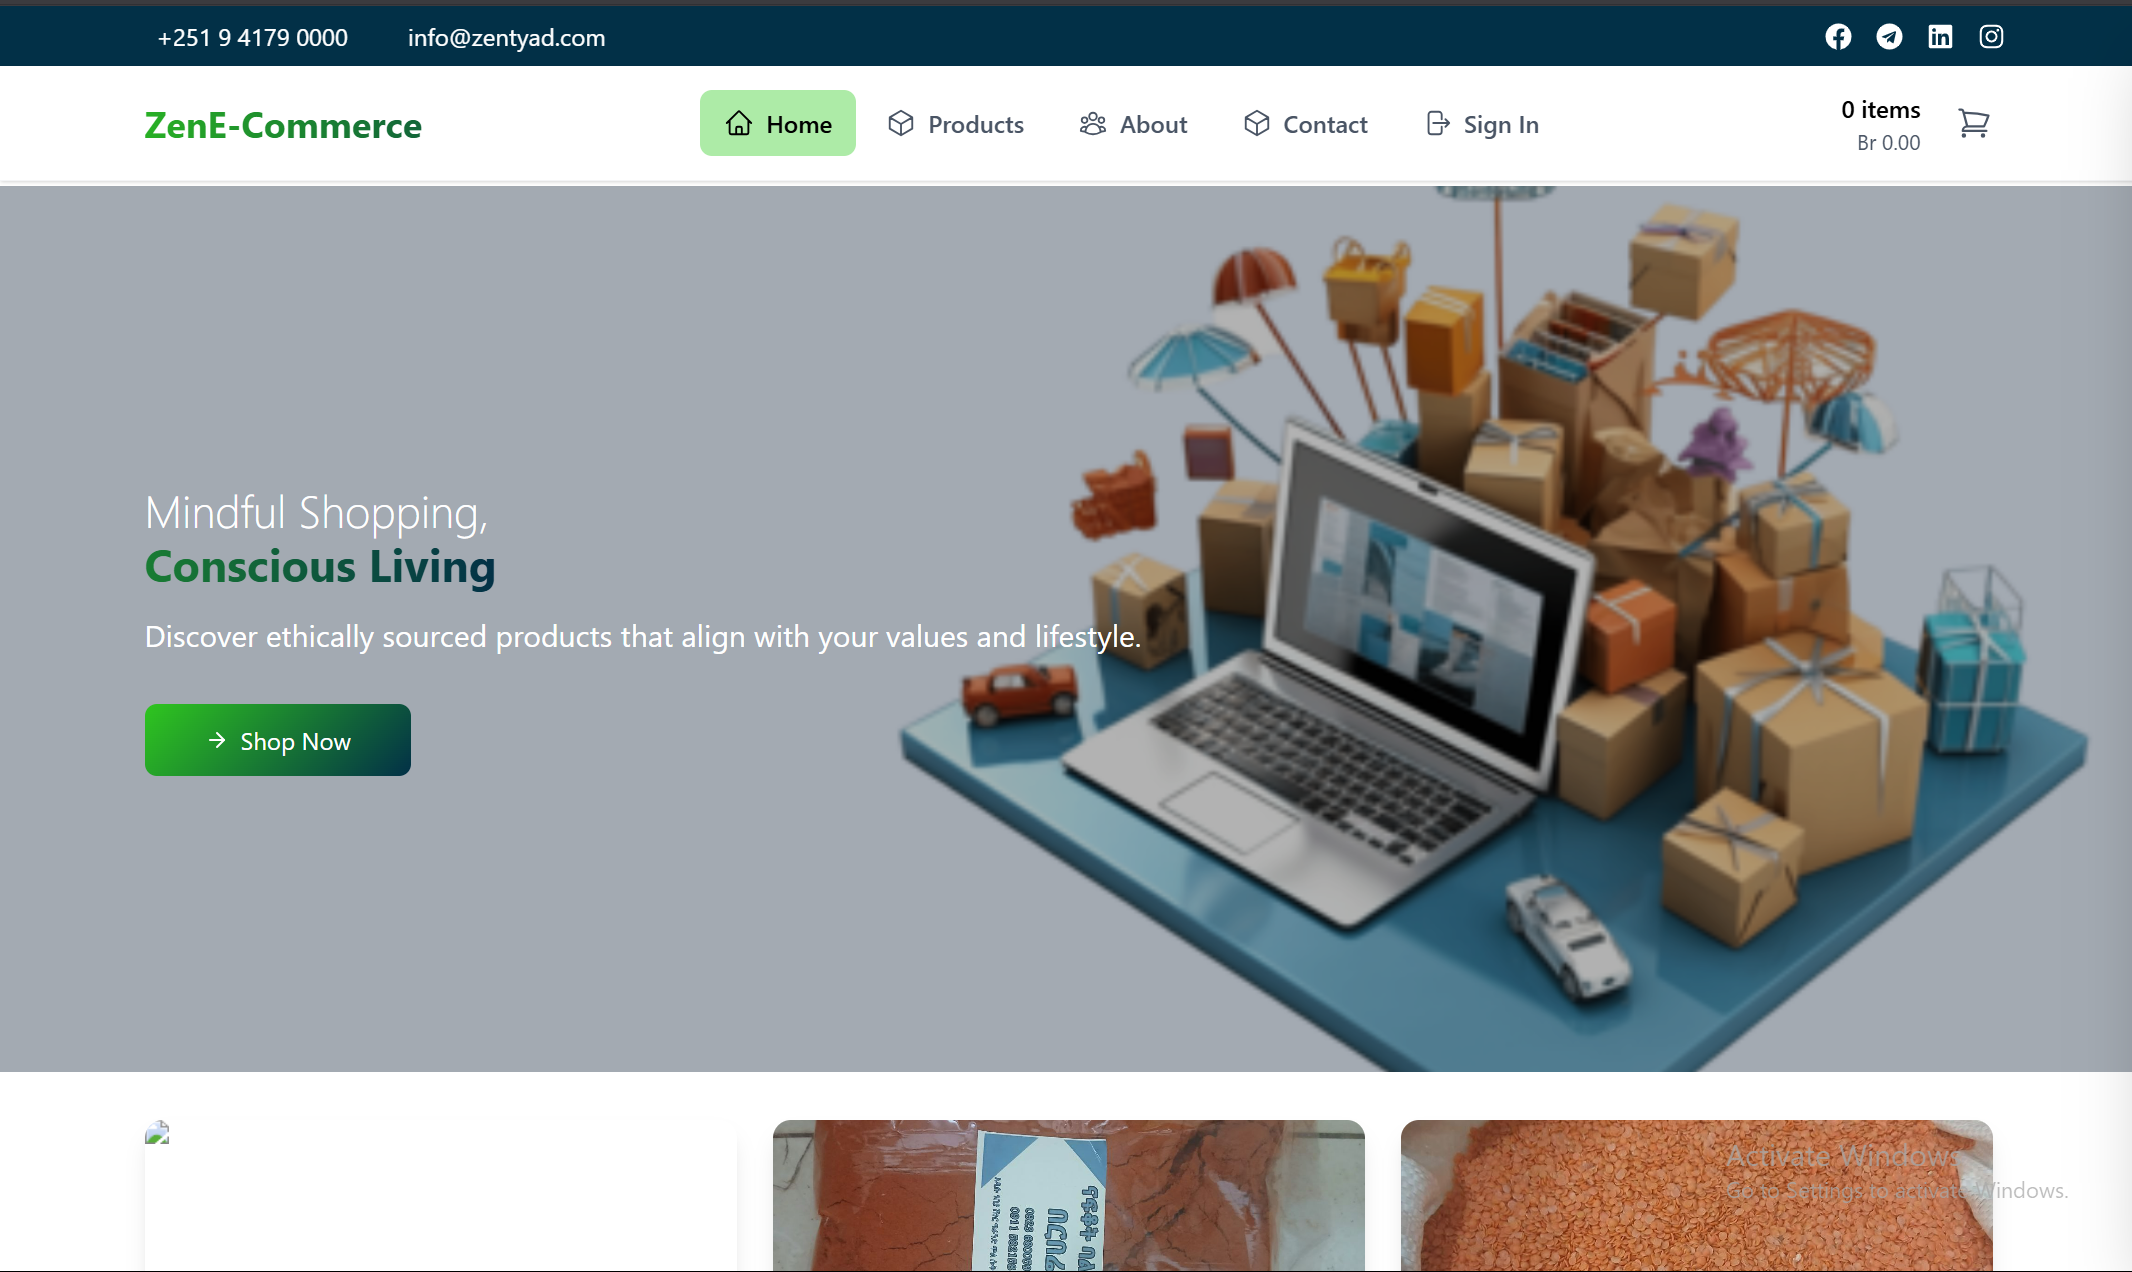 +251 9 4179 0000
info@zentyad.com
ZenE-Commerce
Home
Products
About
Contact
Sign In
0 items
Br 0.00
Mindful Shopping,
Conscious Living
Discover ethically sourced products that align with your values and lifestyle.
Shop Now
Activate Windows
Go to Settings to activate Windows.